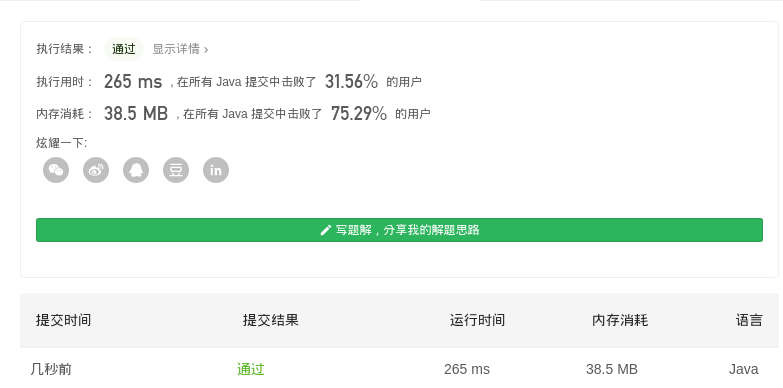 执行结果： 通过 显示详情 ›
执行用时： 265 ms , 在所有 Java 提交中击败了 31.56% 的用户
内存消耗： 38.5 MB , 在所有 Java 提交中击败了 75.29% 的用户
炫耀一下:
豆 in
写题解，分享我的解题思路
提交时间 提交结果 运行时间 内存消耗 语言
几秒前 通过 265 ms 38.5 MB Java